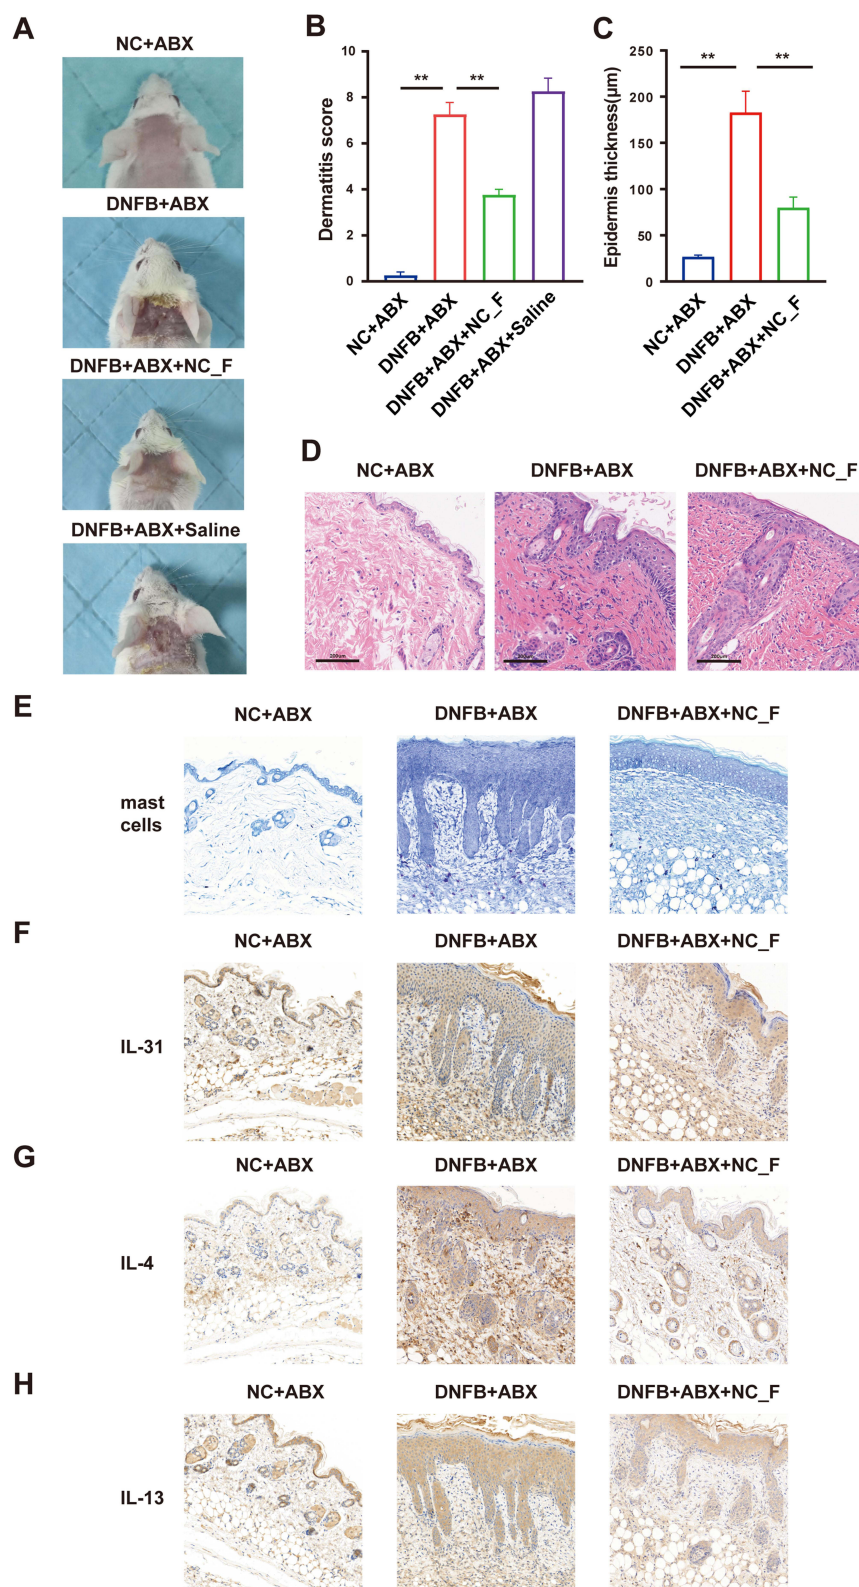 A
NC+ABX
DNFB+ABX
DNFB+ABX+NC_F
DNFB+ABX+Saline
B
Dermatitis score
10
8
6
4
2
0
**
**
NC+ABX
DNFB+ABX
DNFB+ABX+NC_F
DNFB+ABX+Saline
C
Epidermis thickness(μm)
250
200
150
100
50
0
**
**
NC+ABX
DNFB+ABX
DNFB+ABX+NC_F
D
NC+ABX
DNFB+ABX
DNFB+ABX+NC_F
200um
200um
E
NC+ABX
DNFB+ABX
DNFB+ABX+NC_F
mast
cells
F
NC+ABX
DNFB+ABX
DNFB+ABX+NC_F
IL-31
G
NC+ABX
DNFB+ABX
DNFB+ABX+NC_F
IL-4
H
NC+ABX
DNFB+ABX
DNFB+ABX+NC_F
IL-13